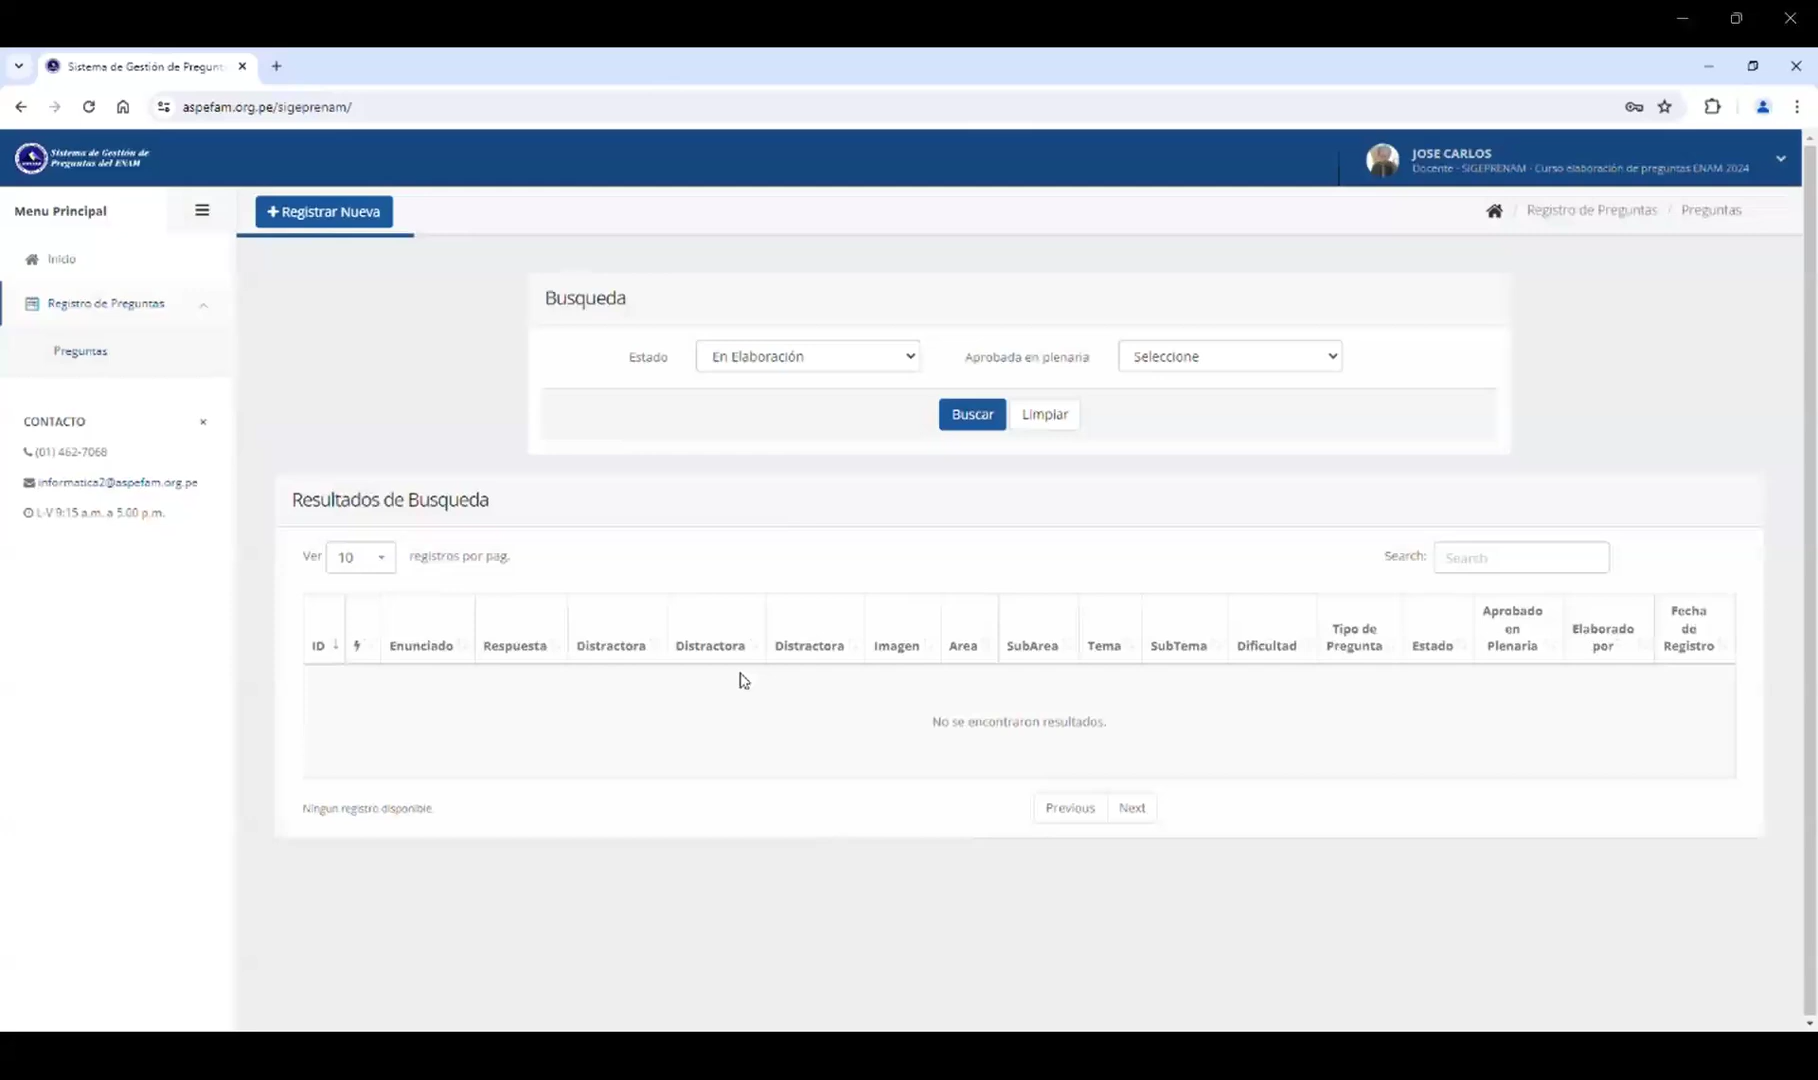 Sistema de Gestión de Pregunt
aspefam.org.pe/sigeprenam/
Sistema de Gestión de
Preguntas del ENAM
JOSE CARLOS
Docente - SIGEPRENAM - Curso elaboración de preguntas ENAM 2024
Menu Principal
+ Registrar Nueva
Registro de Preguntas / Preguntas
Inicio
Registro de Preguntas
Preguntas
CONTACTO ×
(01) 462-7068
informatica2@aspefam.org.pe
L-V 9:15 a.m. a 5.00 p.m.
Busqueda
Estado En Elaboración Aprobada en plenaria Seleccione
Buscar Limpiar
Resultados de Busqueda
Ver 10 registros por pag. Search: Search
ID Enunciado Respuesta Distractora Distractora Distractora Imagen Area SubArea Tema SubTema Dificultad Tipo de Pregunta Estado Aprobado en Plenaria Elaborado por Fecha de Registro
No se encontraron resultados.
Ningun registro disponible
Previous Next